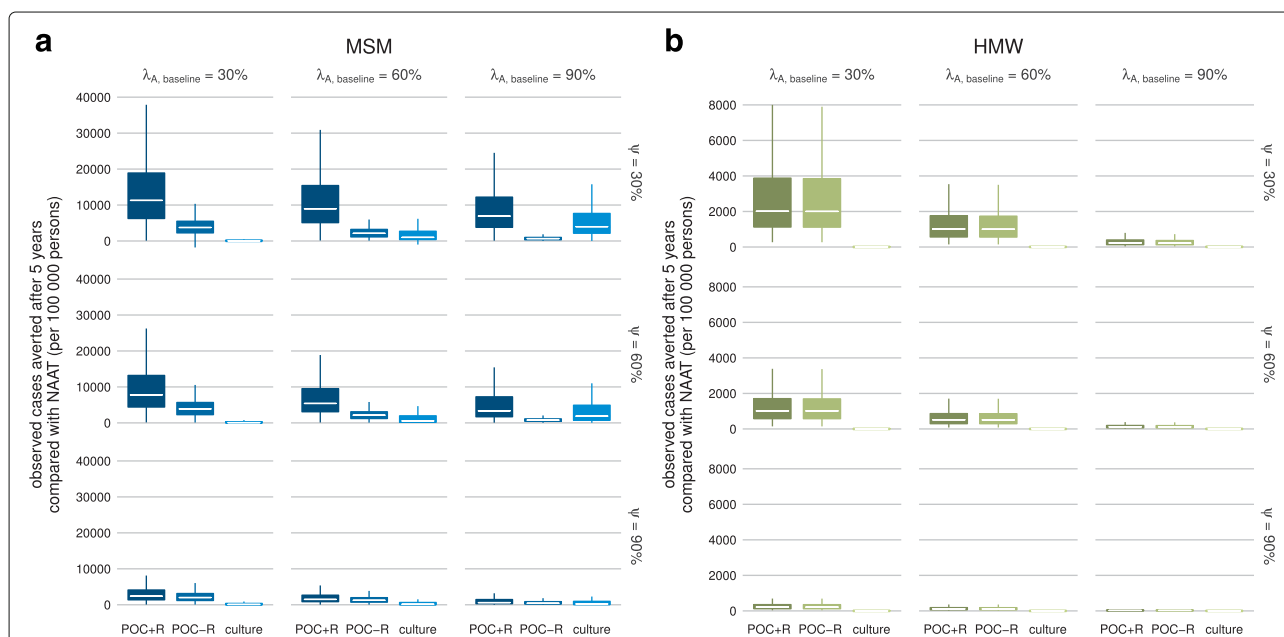 a
MSM
λA, baseline = 30%
λA, baseline = 60%
λA, baseline = 90%
observed cases averted after 5 years
compared with NAAT (per 100 000 persons)
40000
30000
20000
10000
0
ψ = 30%
40000
30000
20000
10000
0
ψ = 60%
40000
30000
20000
10000
0
ψ = 90%
POC+R POC−R culture
POC+R POC−R culture
POC+R POC−R culture
b
HMW
λA, baseline = 30%
λA, baseline = 60%
λA, baseline = 90%
observed cases averted after 5 years
compared with NAAT (per 100 000 persons)
8000
6000
4000
2000
0
ψ = 30%
8000
6000
4000
2000
0
ψ = 60%
8000
6000
4000
2000
0
ψ = 90%
POC+R POC−R culture
POC+R POC−R culture
POC+R POC−R culture